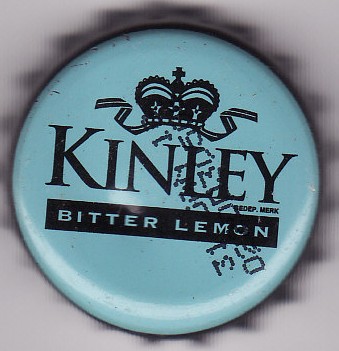 KINLEY
GEDEP. MERK
BITTER LEMON